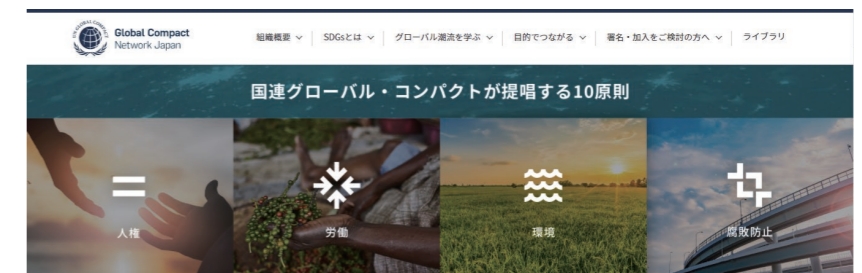 Global Compact
Network Japan
組織概要
SDGsとは
グローバル潮流を学ぶ
目的でつながる
署名・加入をご検討の方へ
ライブラリ
国連グローバル・コンパクトが提唱する10原則
人権
労働
環境
腐敗防止